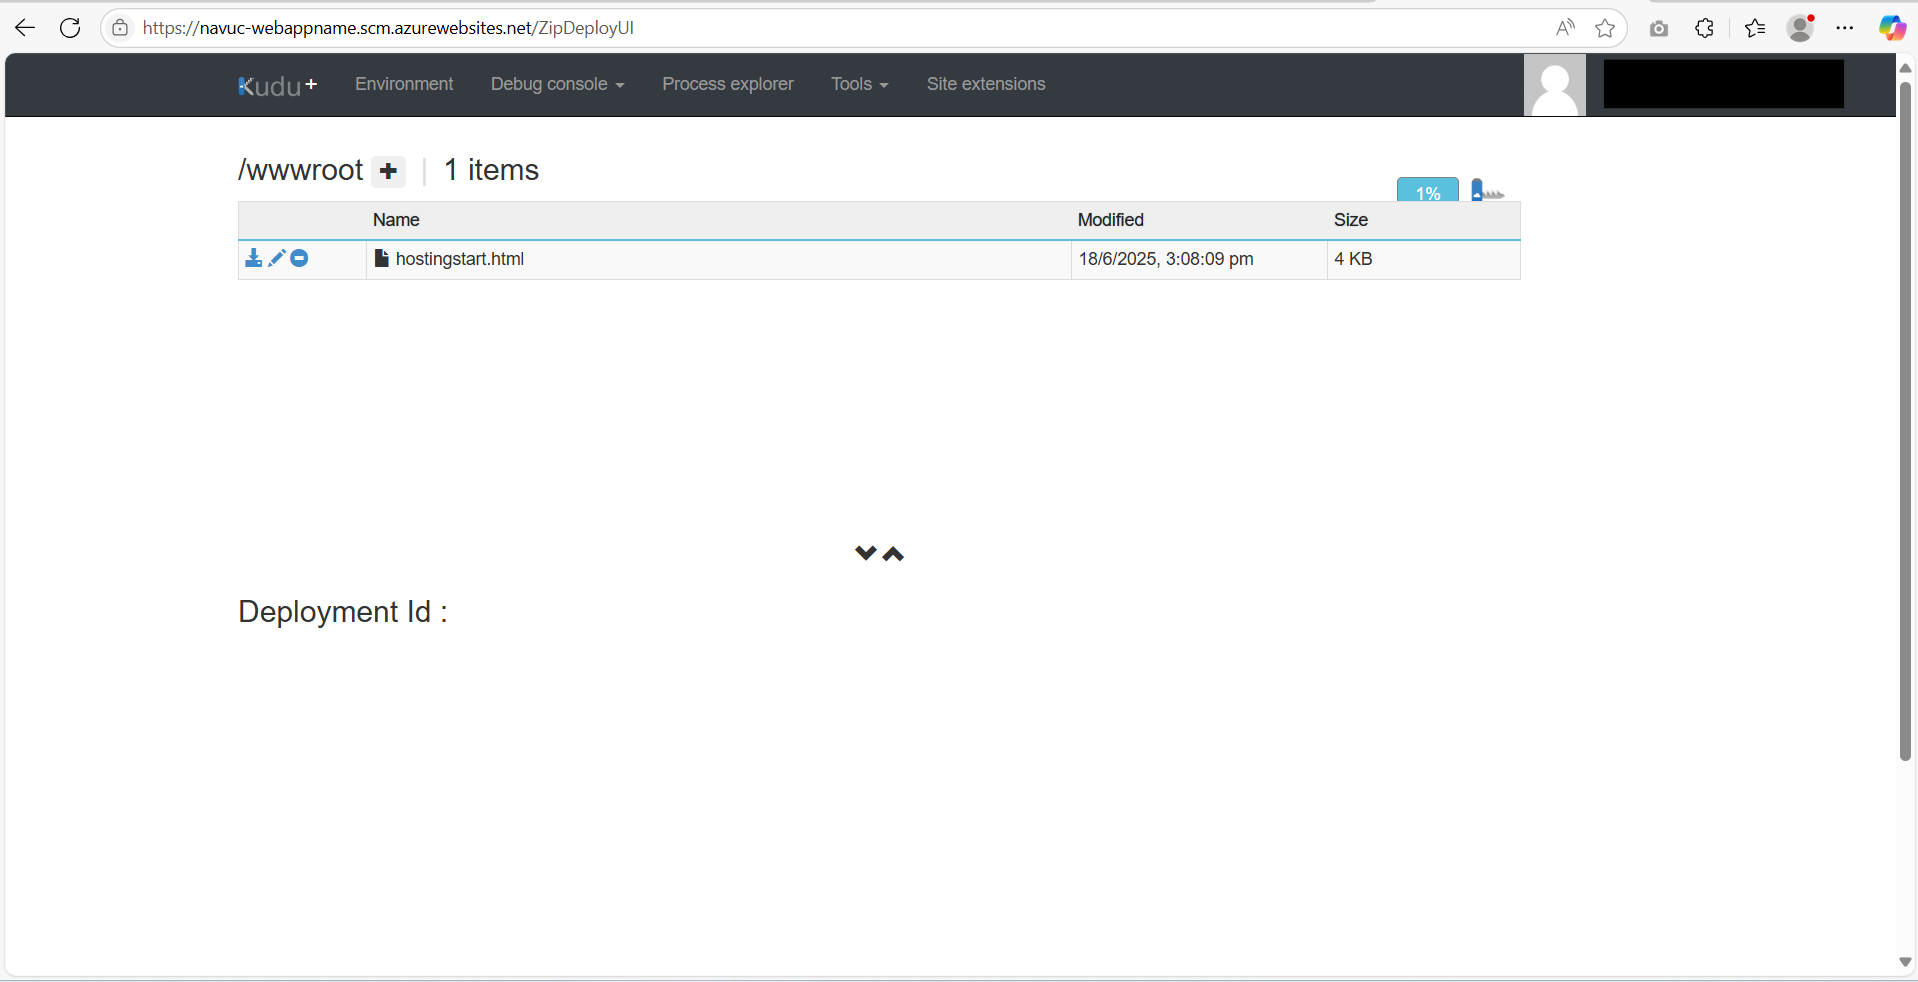 https://navuc-webappname.scm.azurewebsites.net/ZipDeployUI
Kudu+ Environment Debug console Process explorer Tools Site extensions
/wwwroot | 1 items
1%
Name Modified Size
hostingstart.html 18/6/2025, 3:08:09 pm 4 KB
Deployment Id :